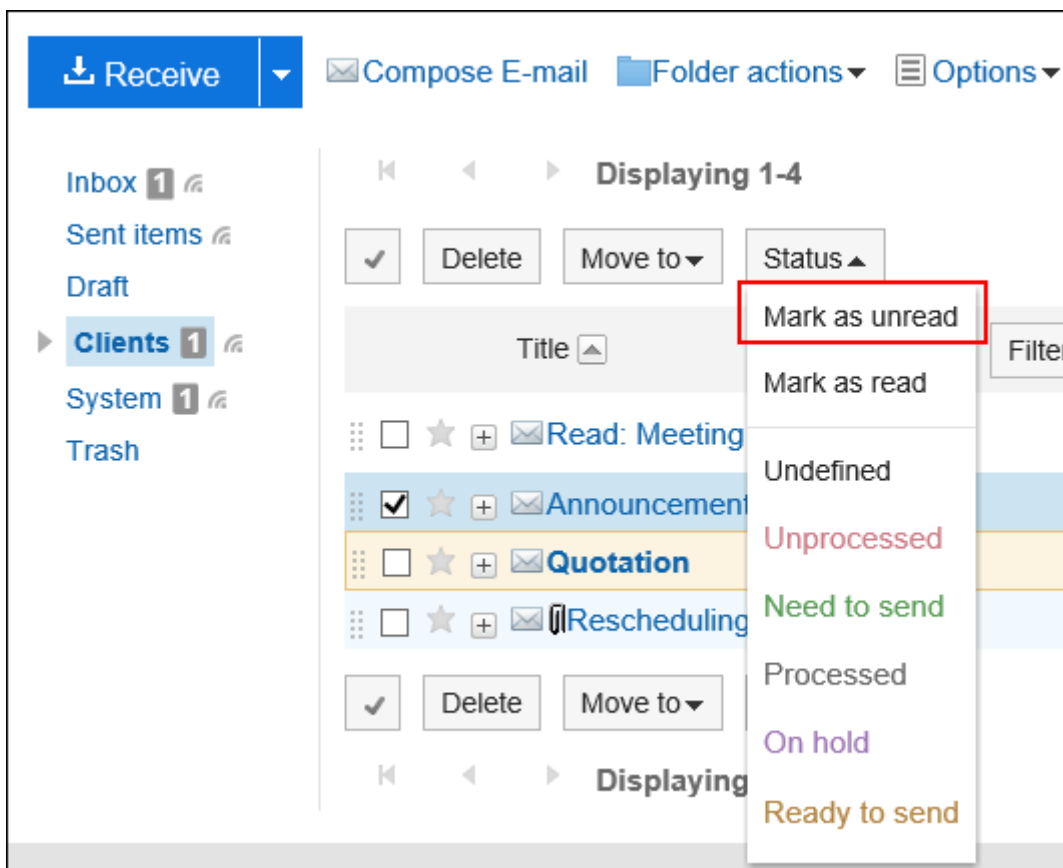 Receive Compose E-mail Folder actions Options
Inbox 1
Sent items
Draft
Clients 1
System 1
Trash
Displaying 1-4
Delete Move to Status
Title
Mark as unread
Mark as read
Undefined
Unprocessed
Need to send
Processed
On hold
Ready to send
Read: Meeting
Announcement
Quotation
Rescheduling
Delete Move to
Displaying